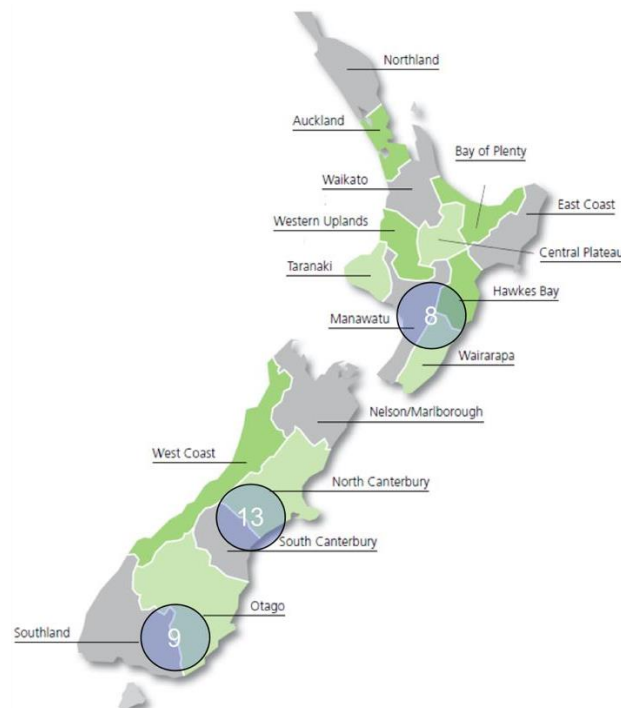 Northland
Auckland
Bay of Plenty
Waikato
East Coast
Western Uplands
Central Plateau
Taranaki
Hawkes Bay
8
Manawatu
Wairarapa
Nelson/Marlborough
West Coast
North Canterbury
13
South Canterbury
Otago
Southland
9